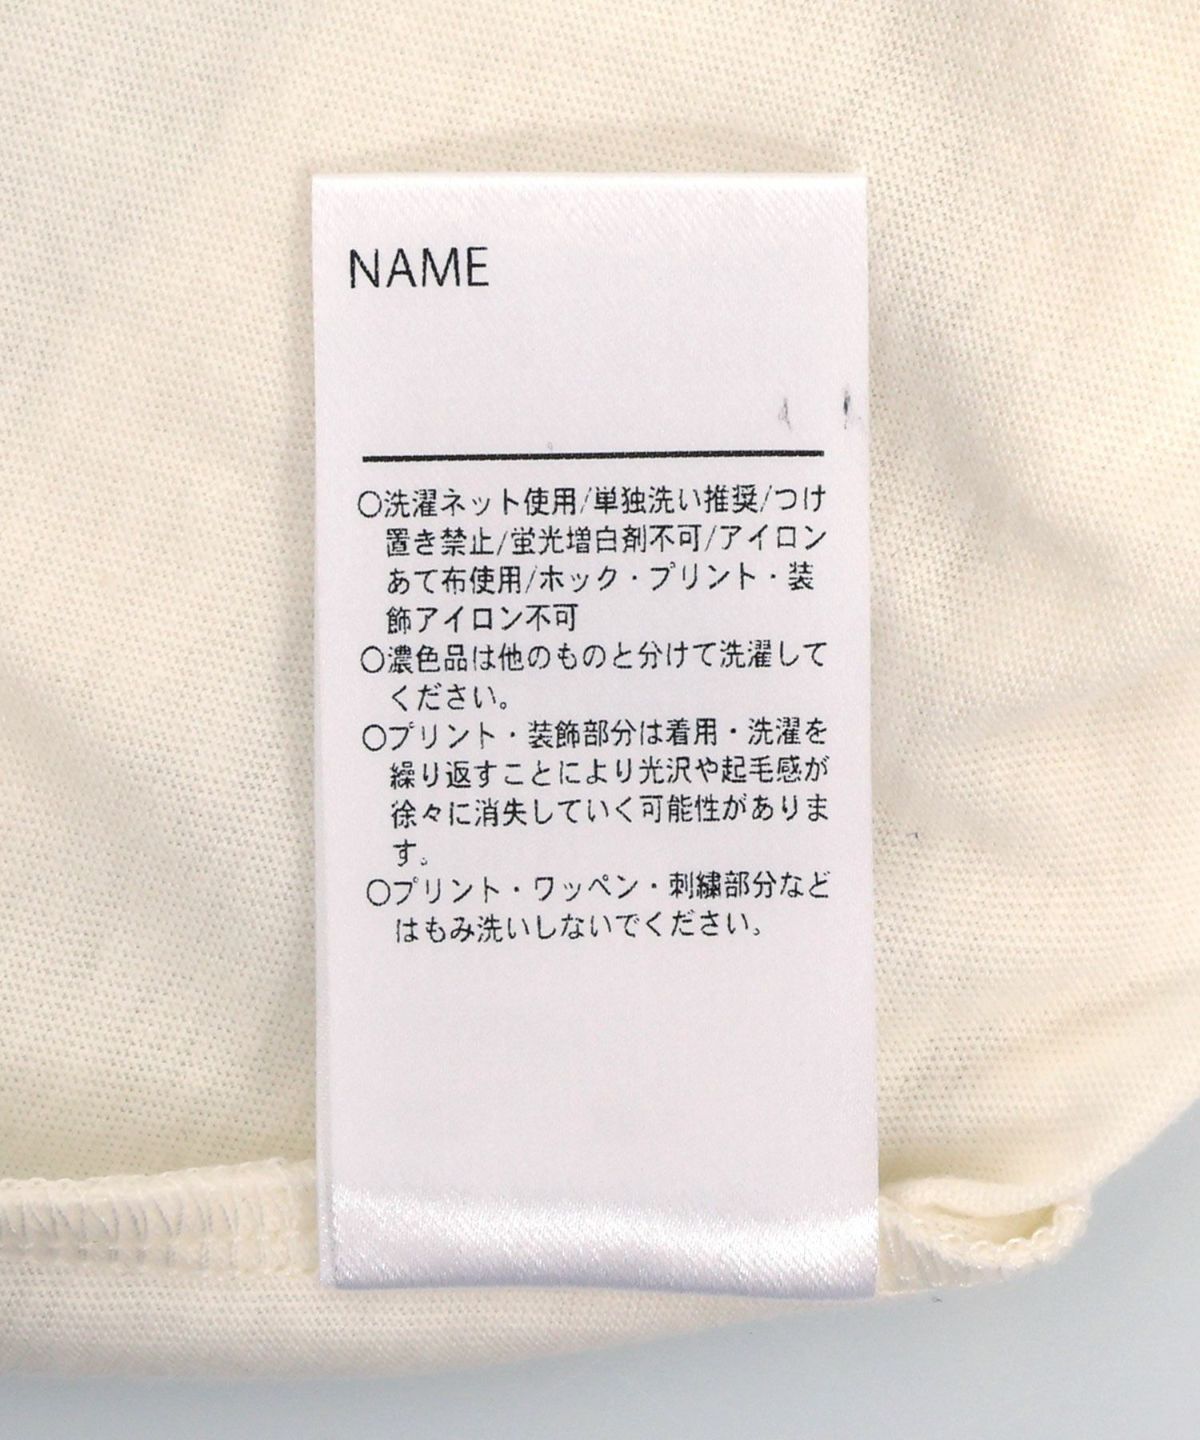 NAME
○洗濯ネット使用/単独洗い推奨/つけ
置き禁止/蛍光増白剤不可/アイロン
あて布使用/ホック・プリント・装
飾アイロン不可
○濃色品は他のものと分けて洗濯して
ください。
○プリント・装飾部分は着用・洗濯を
繰り返すことにより光沢や起毛感が
徐々に消失していく可能性がありま
す。
○プリント・ワッペン・刺繍部分など
はもみ洗いしないでください。